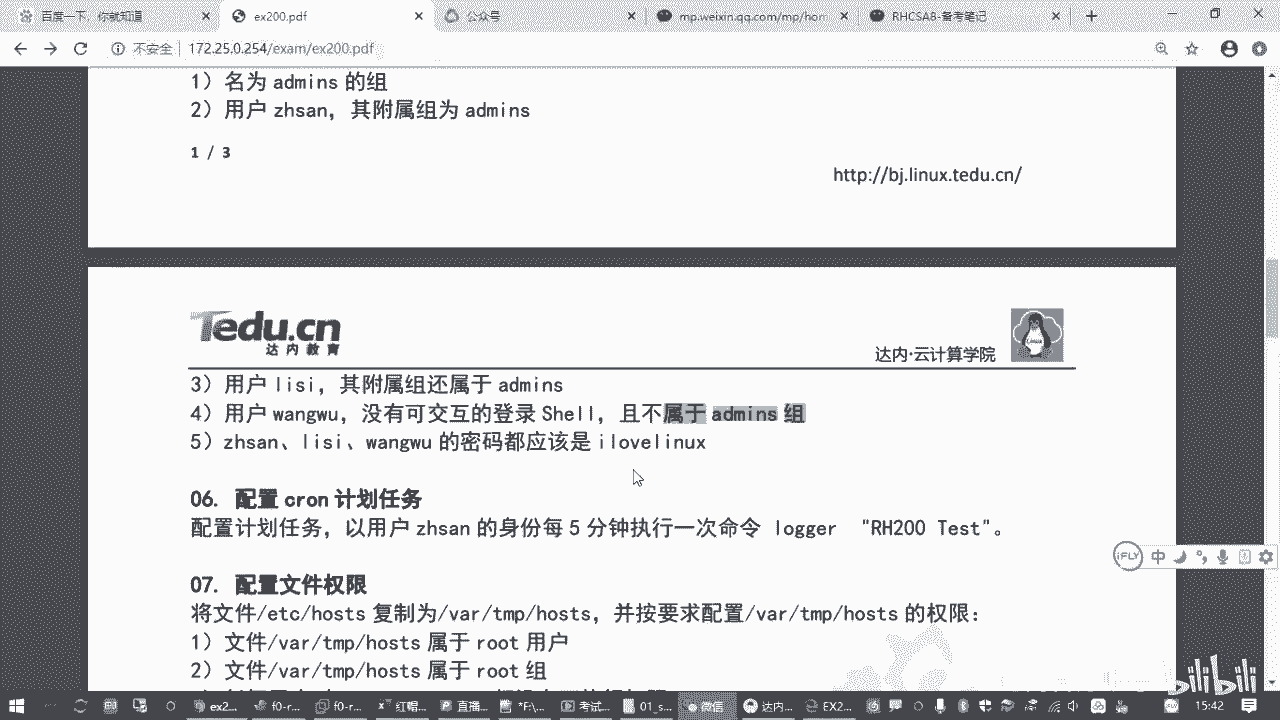 百度一下，你就知道
ex200.pdf
公众号
mp.weixin.qq.com/mp/hom
RHCSA8-备考笔记
不安全
172.25.0.254/exam/ex200.pdf
1）名为 admins 的组
2）用户 zhsan，其附属组为 admins
1 / 3
http://bj.linux.tedu.cn/
Tedu.cn
达内教育
达内·云计算学院
3）用户 lisi，其附属组还属于 admins
4）用户 wangwu，没有可交互的登录 Shell，且不属于 admins 组
5）zhsan、lisi、wangwu 的密码都应该是 ilovelinux
06. 配置 cron 计划任务
配置计划任务，以用户 zhsan 的身份每 5 分钟执行一次命令 logger "RH200 Test"。
iFLY
中
07. 配置文件权限
将文件/etc/hosts 复制为/var/tmp/hosts，并按要求配置/var/tmp/hosts 的权限：
1）文件/var/tmp/hosts 属于 root 用户
2）文件/var/tmp/hosts 属于 root 组
bilibili
ex2...
f0-r...
f0-r...
红帽...
直播...
考试...
01_s...
微信
达内...
EX2...
15:42